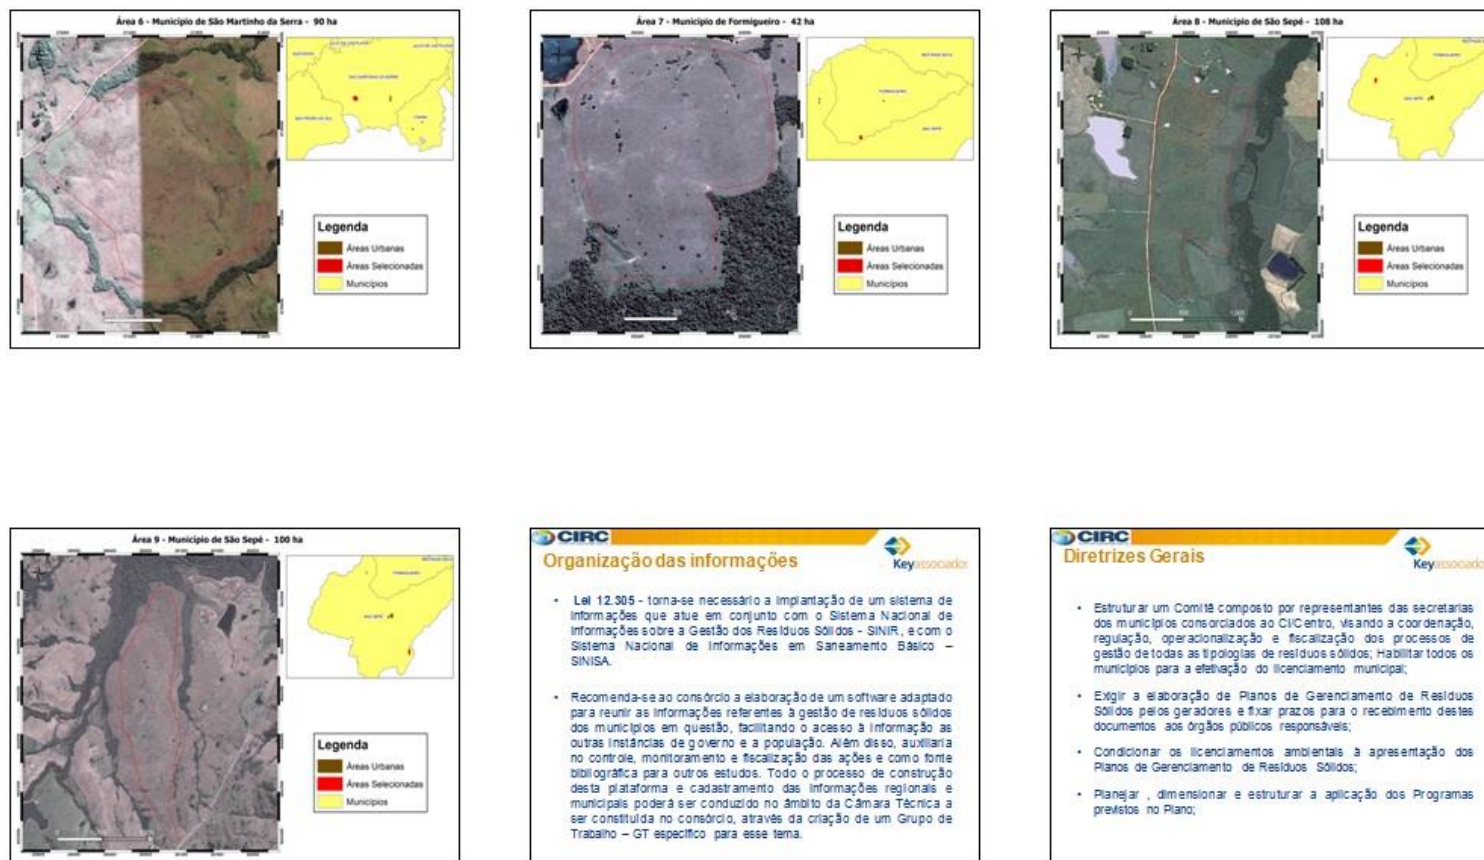 Área 6 - Município de São Martinho da Serra - 90 ha
Legenda
Áreas Urbanas
Áreas Selecionadas
Municípios
Área 7 - Município de Formigueiro - 42 ha
FORMIGUEIRO
Legenda
Áreas Urbanas
Áreas Selecionadas
Municípios
Área 8 - Município de São Sepé - 108 ha
Legenda
Áreas Urbanas
Áreas Selecionadas
Municípios
Área 9 - Município de São Sepé - 100 ha
Legenda
Áreas Urbanas
Áreas Selecionadas
Municípios
CIRC
Organização das informações
Keyassociados
• Lei 12.305 - torna-se necessário a implantação de um sistema de
informações que atue em conjunto com o Sistema Nacional de
Informações sobre a Gestão dos Resíduos Sólidos - SINIR, e com o
Sistema Nacional de Informações em Saneamento Básico –
SINISA.
• Recomenda-se ao consórcio a elaboração de um software adaptado
para reunir as informações referentes à gestão de resíduos sólidos
dos municípios em questão, facilitando o acesso à informação as
outras instâncias de governo e a população. Além disso, auxiliaria
no controle, monitoramento e fiscalização das ações e como fonte
bibliográfica para outros estudos. Todo o processo de construção
desta plataforma e cadastramento das informações regionais e
municipais poderá ser conduzido no âmbito da Câmara Técnica a
ser constituída no consórcio, através da criação de um Grupo de
Trabalho – GT específico para esse tema.
CIRC
Diretrizes Gerais
• Estruturar um Comitê composto por representantes das secretarias
dos municípios consorciados ao CI/Centro, visando a coordenação,
regulação, operacionalização e fiscalização dos processos de
gestão de todas as tipologias de resíduos sólidos; Habilitar todos os
municípios para a efetivação do licenciamento municipal;
• Exigir a elaboração de Planos de Gerenciamento de Resíduos
Sólidos pelos geradores e fixar prazos para o recebimento destes
documentos aos órgãos públicos responsáveis;
• Condicionar os licenciamentos ambientais à apresentação dos
Planos de Gerenciamento de Resíduos Sólidos;
• Planejar , dimensionar e estruturar a aplicação dos Programas
previstos no Plano;